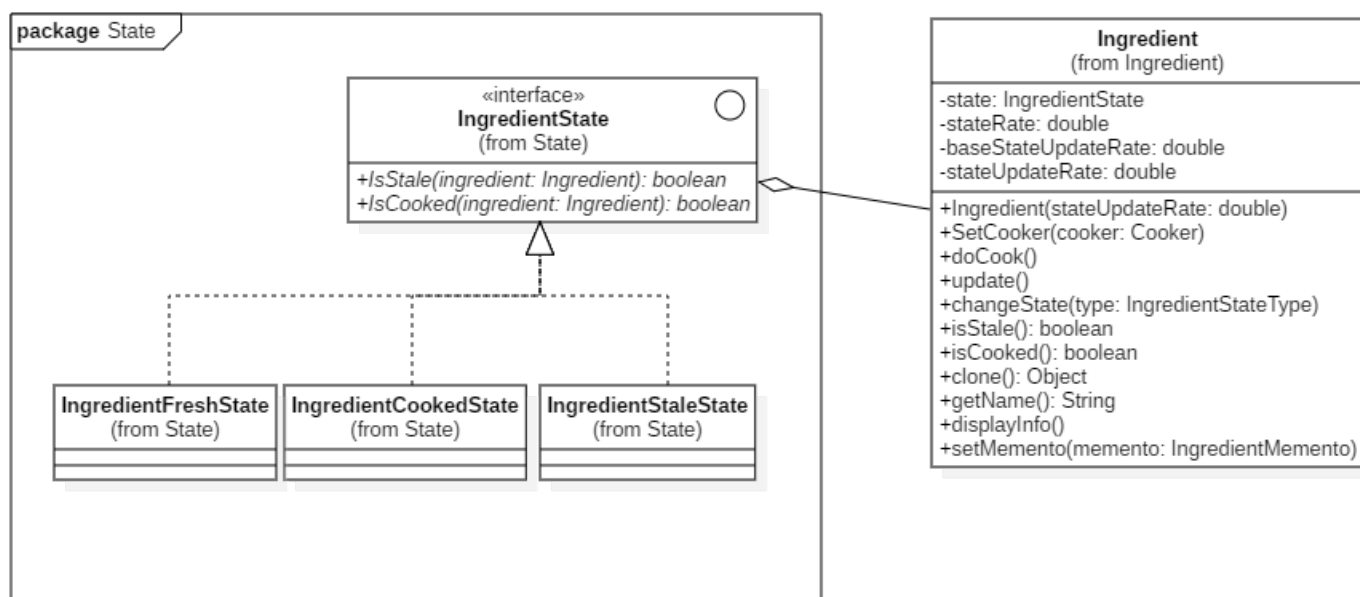 package State
«interface»
IngredientState
(from State)
+IsStale(ingredient: Ingredient): boolean
+IsCooked(ingredient: Ingredient): boolean
IngredientFreshState
(from State)
IngredientCookedState
(from State)
IngredientStaleState
(from State)
Ingredient
(from Ingredient)
-state: IngredientState
-stateRate: double
-baseStateUpdateRate: double
-stateUpdateRate: double
+Ingredient(stateUpdateRate: double)
+SetCooker(cooker: Cooker)
+doCook()
+update()
+changeState(type: IngredientStateType)
+isStale(): boolean
+isCooked(): boolean
+clone(): Object
+getName(): String
+displayInfo()
+setMemento(memento: IngredientMemento)